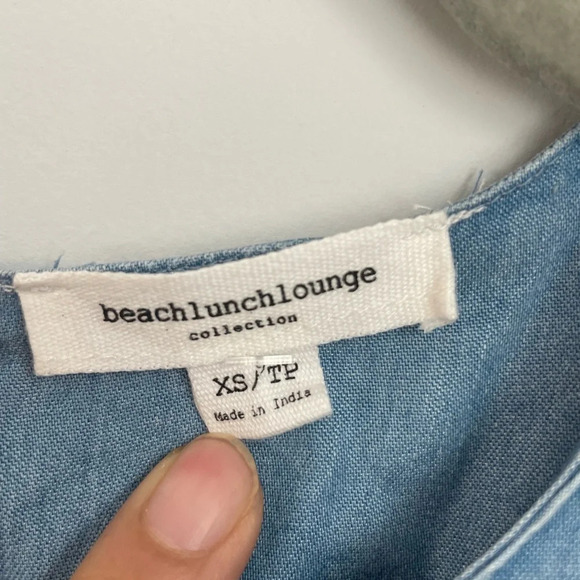 beachlunchlounge
collection
XS/TP
Made in India